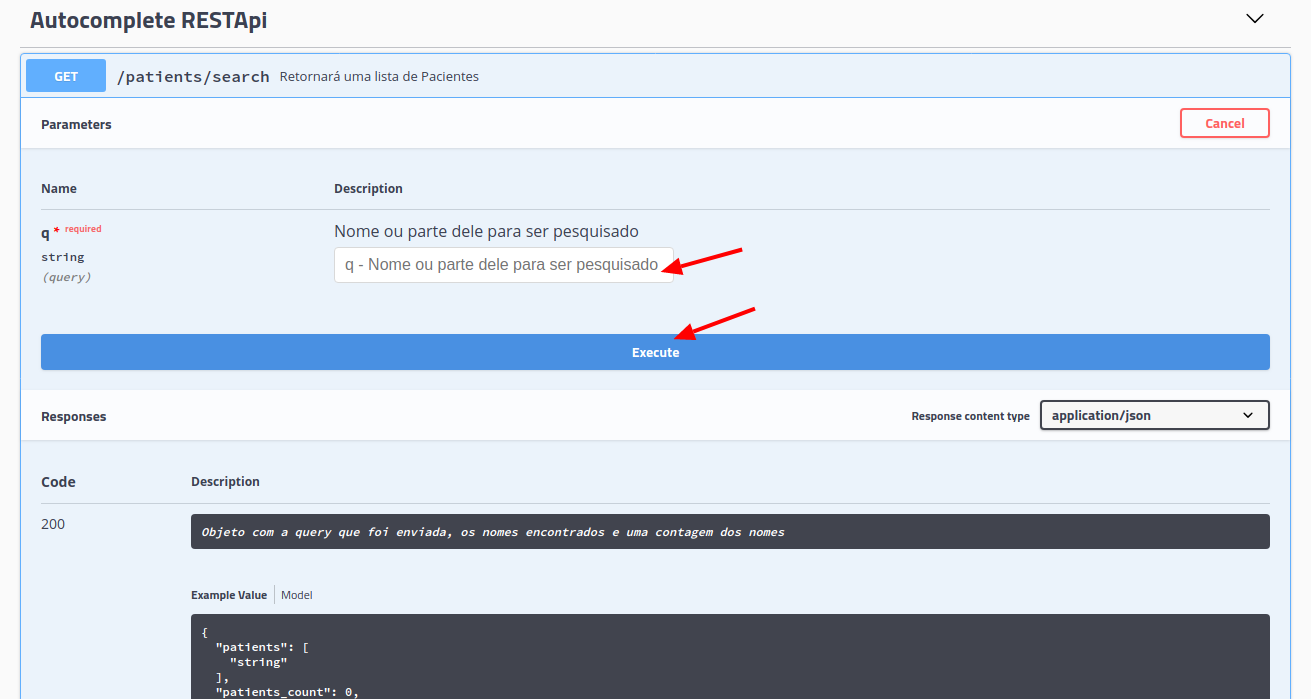 Autocomplete RESTApi
GET /patients/search Retornará uma lista de Pacientes
Parameters Cancel
Name Description
q * required Nome ou parte dele para ser pesquisado
string q - Nome ou parte dele para ser pesquisado
(query)
Execute
Responses Response content type application/json
Code Description
200 Objeto com a query que foi enviada, os nomes encontrados e uma contagem dos nomes
Example Value Model
{
"patients": [
"string"
],
"patients_count": 0,